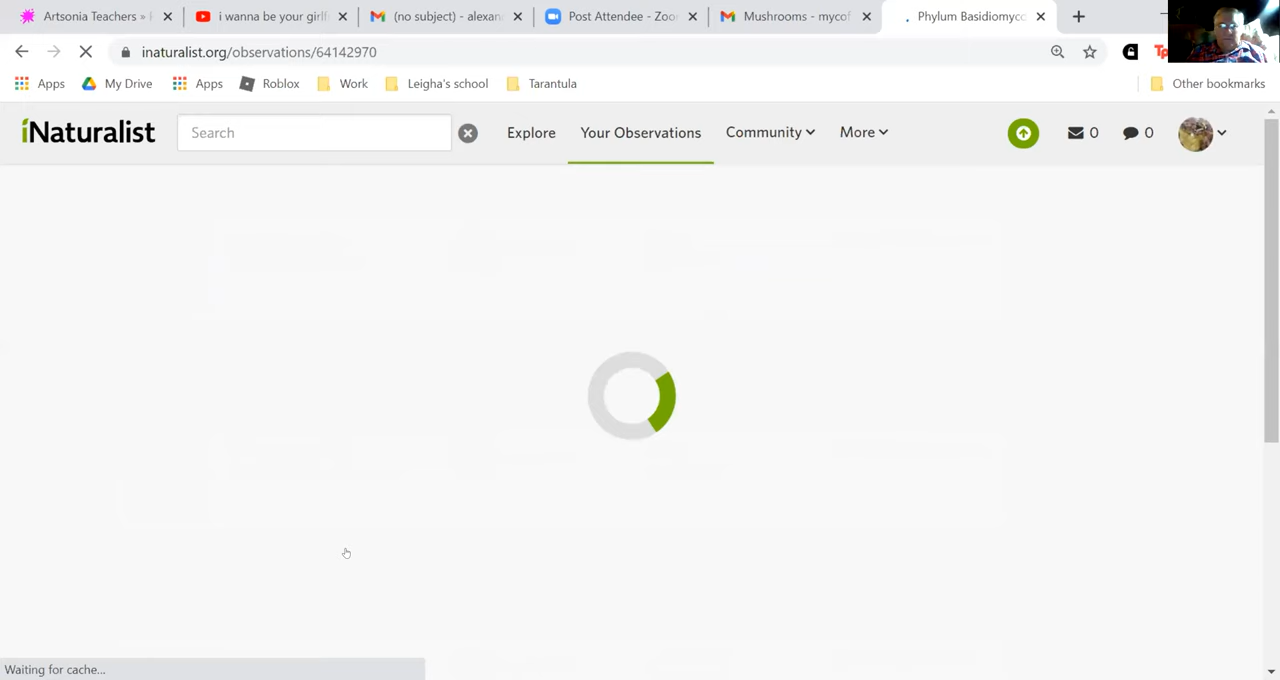 Artsonia Teachers »
i wanna be your girlf
(no subject) - alexan
Post Attendee - Zoo
Mushrooms - mycof
Phylum Basidiomyc
inaturalist.org/observations/64142970
Apps My Drive Apps Roblox Work Leigha's school Tarantula Other bookmarks
iNaturalist Search Explore Your Observations Community More 0 0
Waiting for cache...